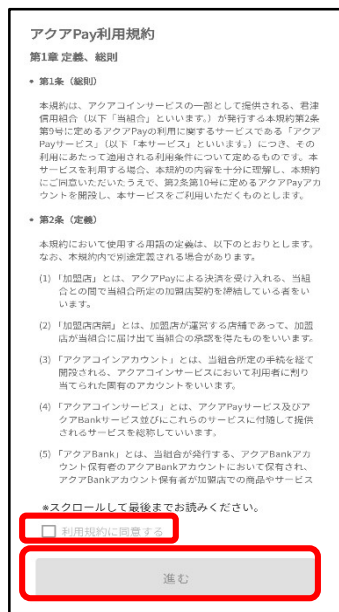 アクアPay利用規約
第1章 定義、総則
• 第1条（総則）
本規約は、アクアコインサービスの一部として提供される、君津
信用組合（以下「当組合」といいます。）が発行する本規約第2条
第9号に定めるアクアPayの利用に関するサービスである「アクア
Payサービス」（以下「本サービス」といいます。）につき、その
利用にあたって適用される利用条件について定めるものです。本
サービスを利用する場合、本規約の内容を十分に理解し、本規約
にご同意いただいたうえで、第2条第10号に定めるアクアPayアカ
ウントを開設し、本サービスをご利用いただくものとします。
• 第2条（定義）
本規約において使用する用語の定義は、以下のとおりとします。
なお、本規約内で別途定義される場合があります。
(1) 「加盟店」とは、アクアPayによる決済を受け入れる、当組
合との間で当組合所定の加盟店契約を締結している者をい
います。
(2) 「加盟店店舗」とは、加盟店が運営する店舗であって、加盟
店が当組合に届け出て当組合の承認を得たものをいいます。
(3) 「アクアコインアカウント」とは、当組合所定の手続を経て
開設される、アクアコインサービスにおいて利用者に割り
当てられた固有のアカウントをいいます。
(4) 「アクアコインサービス」とは、アクアPayサービス及びア
クアBankサービス並びにこれらのサービスに付随して提供
されるサービスを総称していいます。
(5) 「アクアBank」とは、当組合が発行する、アクアBankアカ
ウント保有者のアクアBankアカウントにおいて保有され、
アクアBankアカウント保有者が加盟店での商品やサービス
※スクロールして最後までお読みください。
利用規約に同意する
進む